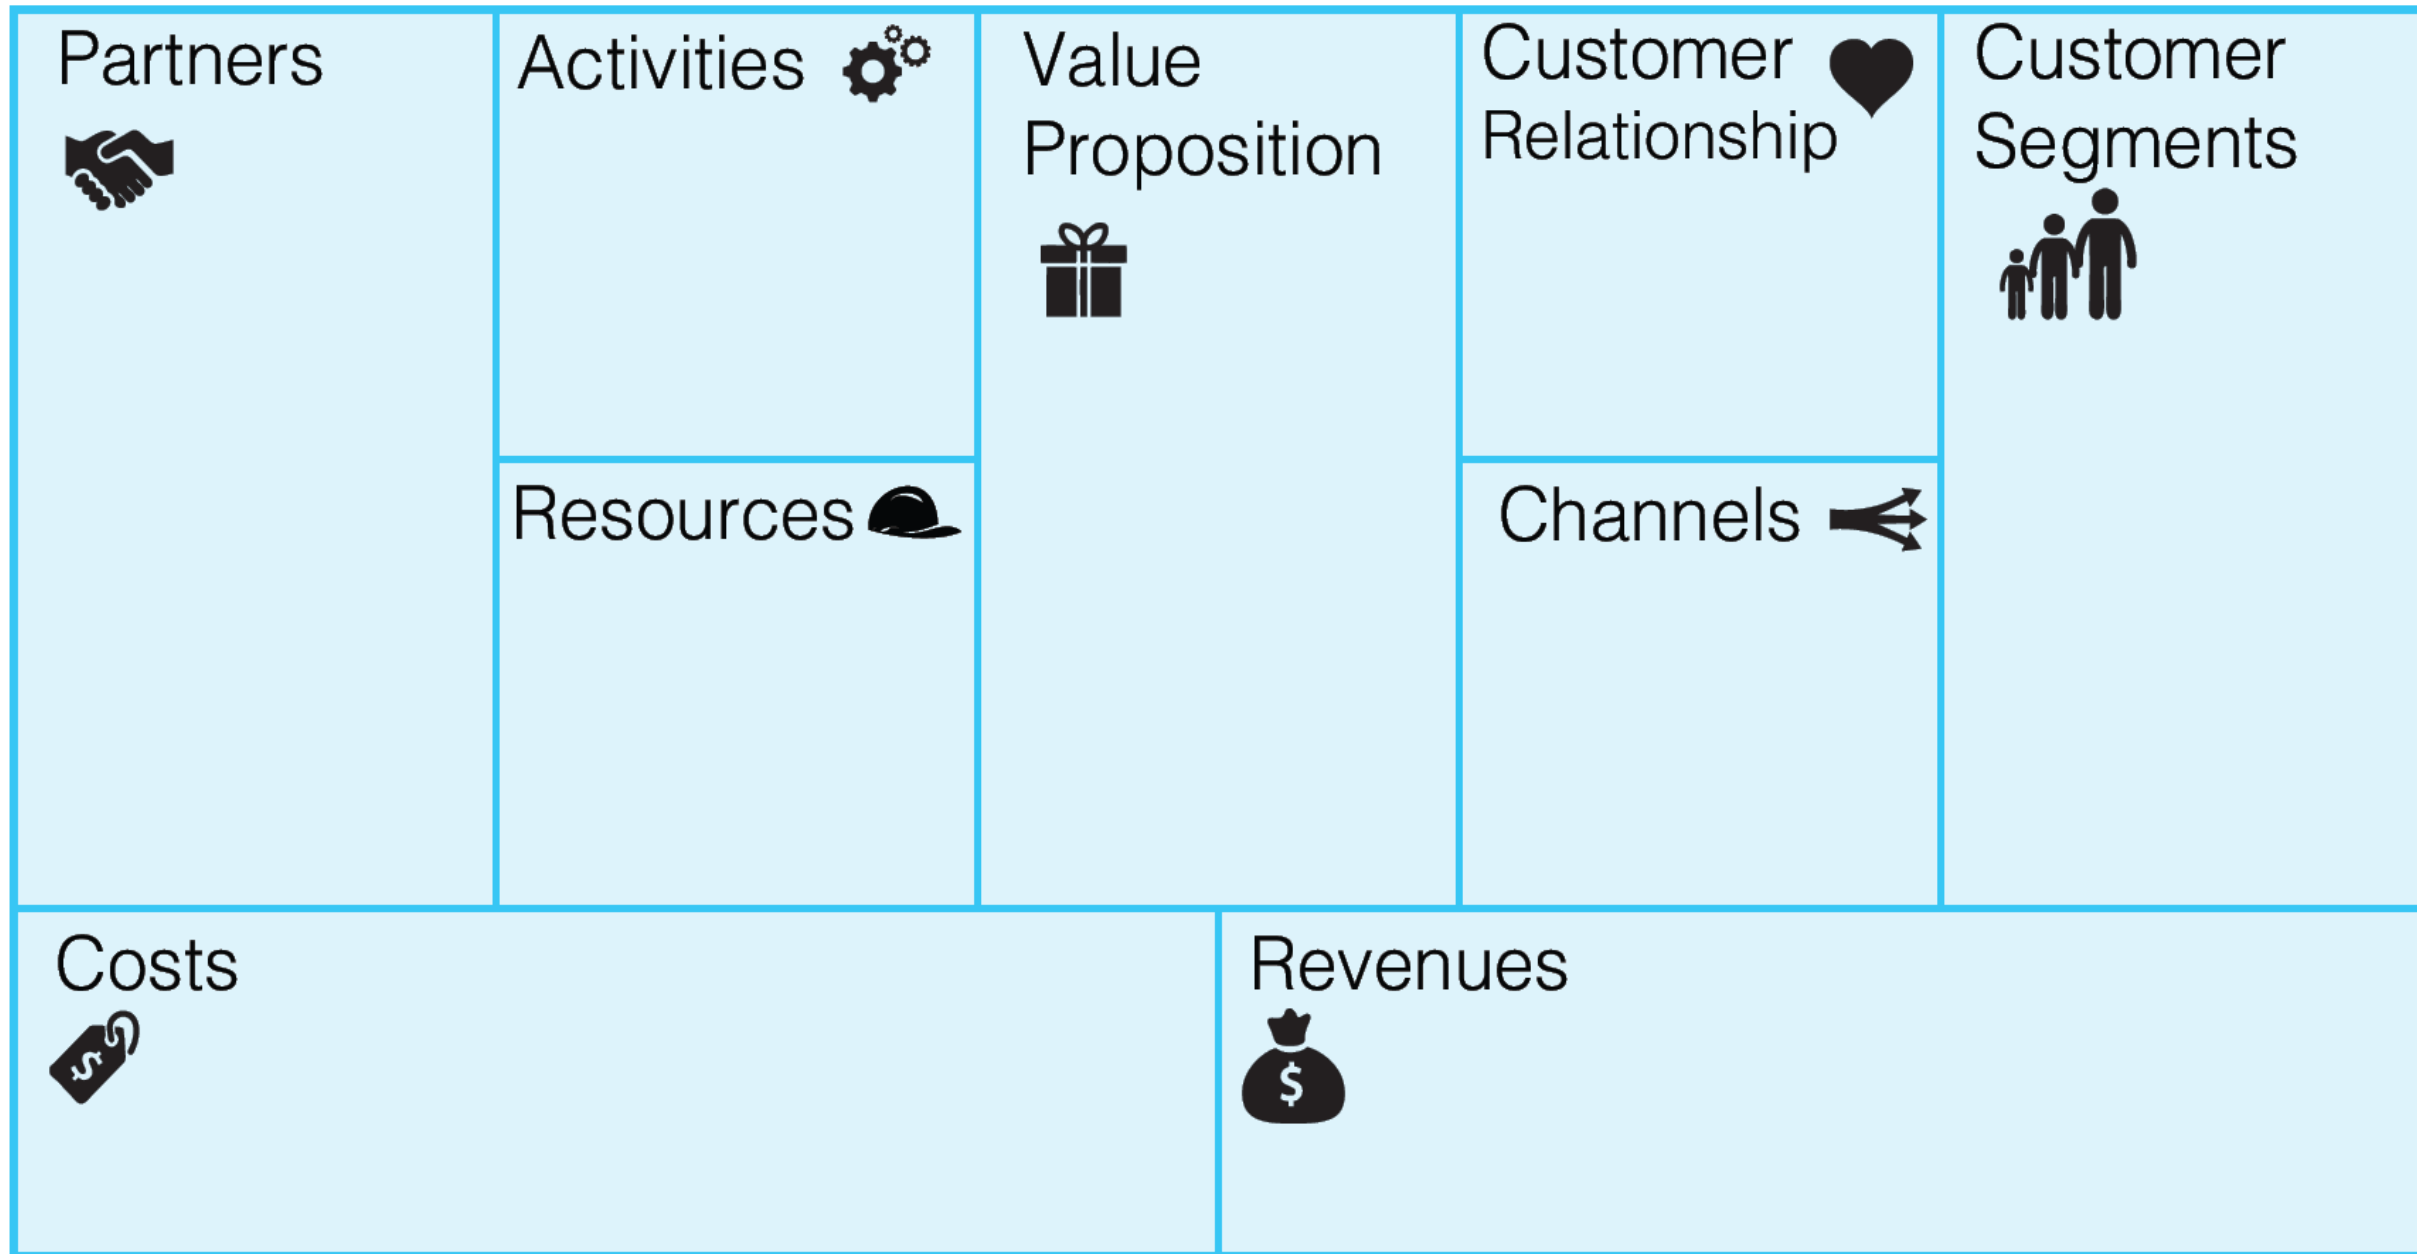 Partners
Activities
Value
Proposition
Customer
Relationship
Customer
Segments
Resources
Channels
Costs
$
Revenues
$